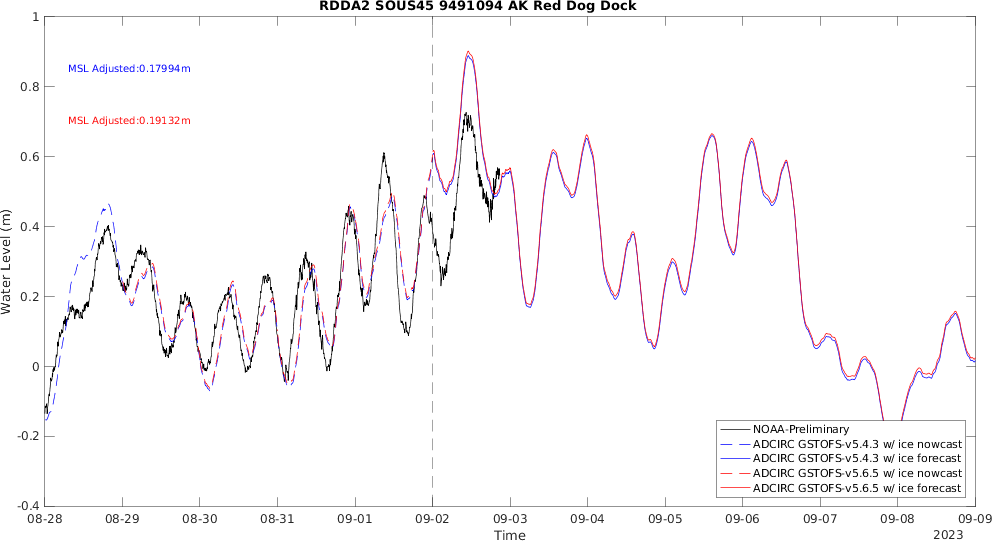 RDDA2 SOUS45 9491094 AK Red Dog Dock
MSL Adjusted:0.17994m
MSL Adjusted:0.19132m
Water Level (m)
1
0.8
0.6
0.4
0.2
0
-0.2
-0.4
NOAA-Preliminary
ADCIRC GSTOFS-v5.4.3 w/ ice nowcast
ADCIRC GSTOFS-v5.4.3 w/ ice forecast
ADCIRC GSTOFS-v5.6.5 w/ ice nowcast
ADCIRC GSTOFS-v5.6.5 w/ ice forecast
08-28 08-29 08-30 08-31 09-01 09-02 09-03 09-04 09-05 09-06 09-07 09-08 09-09
Time
2023